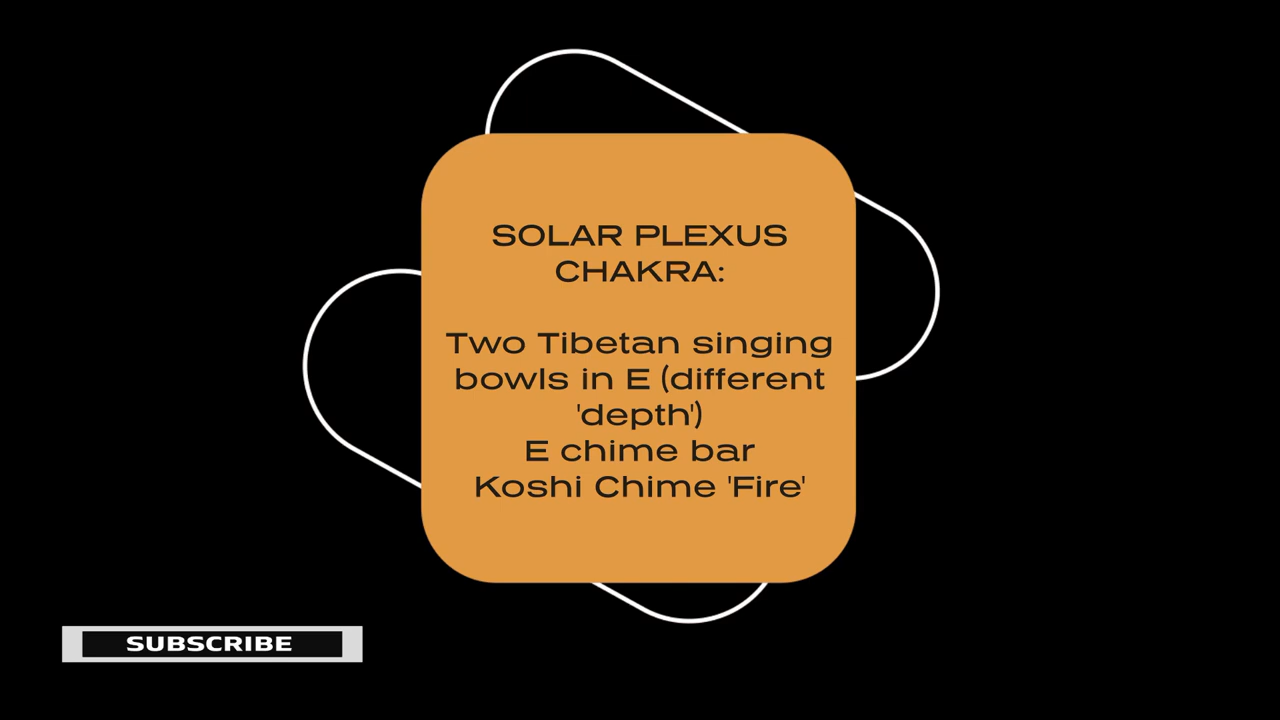 SOLAR PLEXUS
CHAKRA:
Two Tibetan singing
bowls in E (different
'depth')
E chime bar
Koshi Chime 'Fire'
SUBSCRIBE